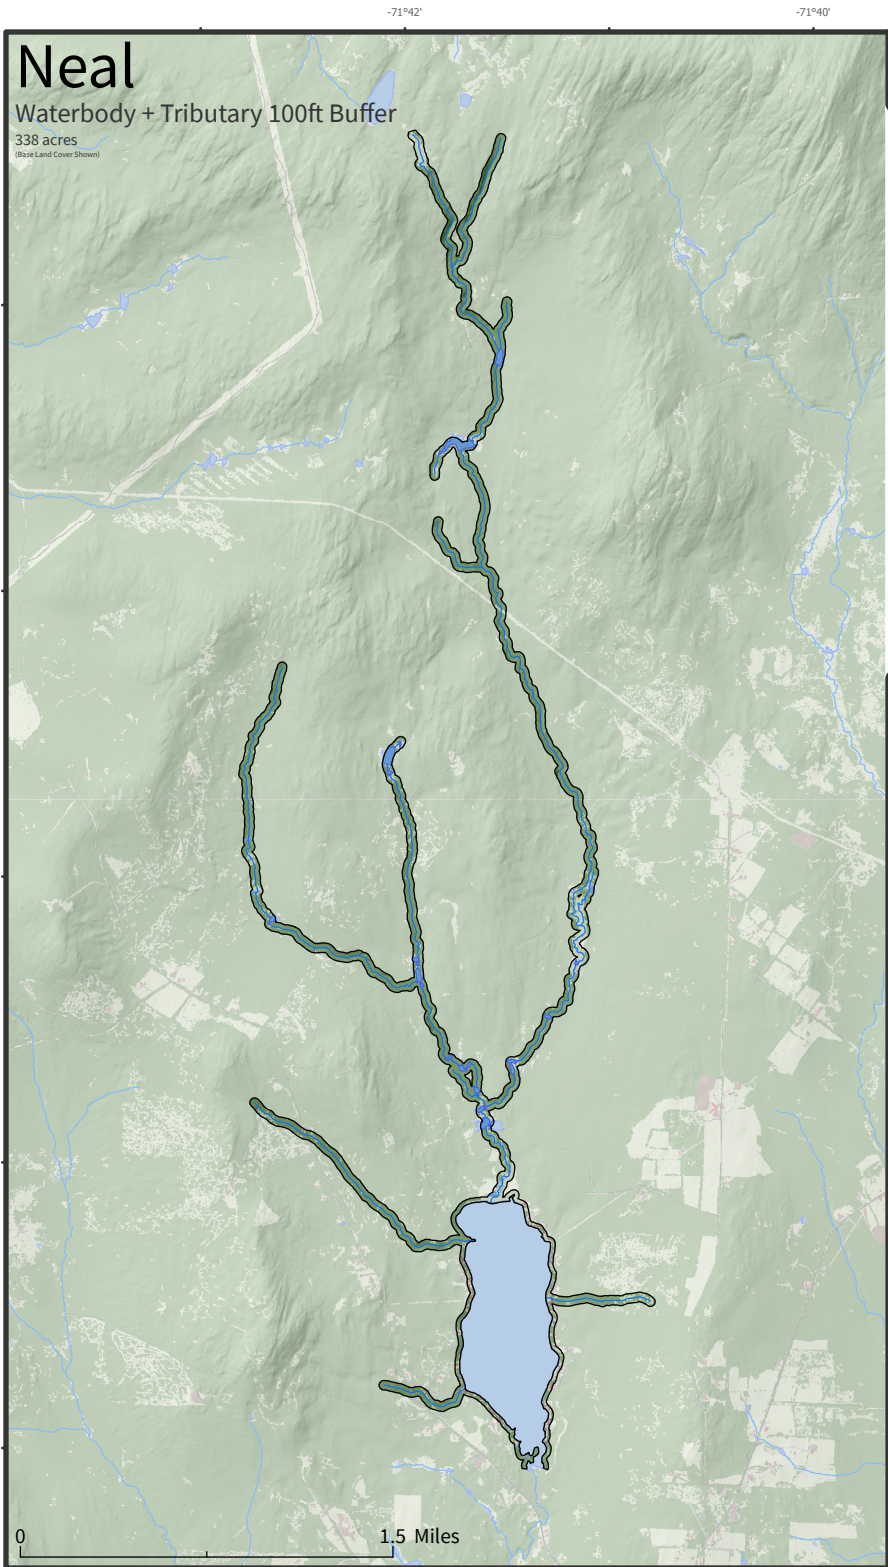 -71°42'
-71°40'
Neal
Waterbody + Tributary 100ft Buffer
338 acres
(Base Land Cover Shown)
0
1.5 Miles